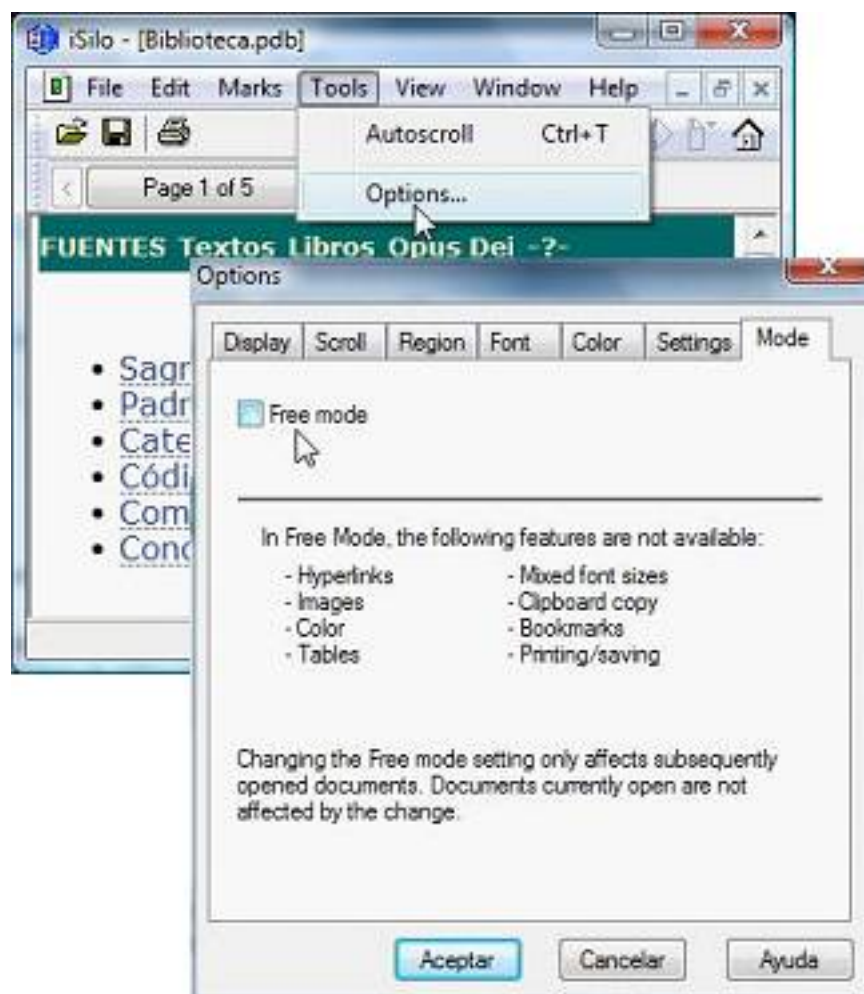 iSilo - [Biblioteca.pdb]
File Edit Marks Tools View Window Help
Autoscroll Ctrl+T
Page 1 of 5
Options...
FUENTES Textos Libros Opus Dei -?-
Options
Display Scroll Region Font Color Settings Mode
Sagr
Padr
Cate
Códi
Com
Conc
Free mode
In Free Mode, the following features are not available:
- Hyperlinks - Mixed font sizes
- Images - Clipboard copy
- Color - Bookmarks
- Tables - Printing/saving
Changing the Free mode setting only affects subsequently
opened documents. Documents currently open are not
affected by the change.
Aceptar Cancelar Ayuda